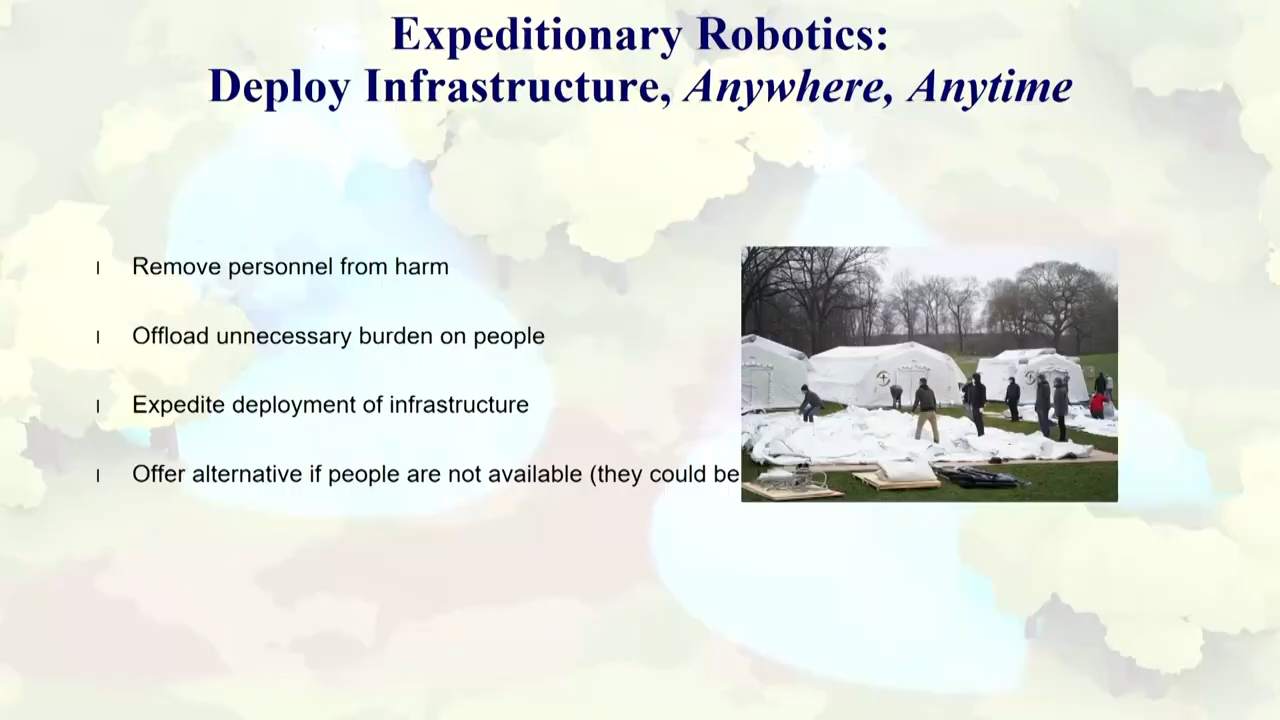 Expeditionary Robotics:
Deploy Infrastructure, Anywhere, Anytime
l Remove personnel from harm
l Offload unnecessary burden on people
l Expedite deployment of infrastructure
l Offer alternative if people are not available (they could be